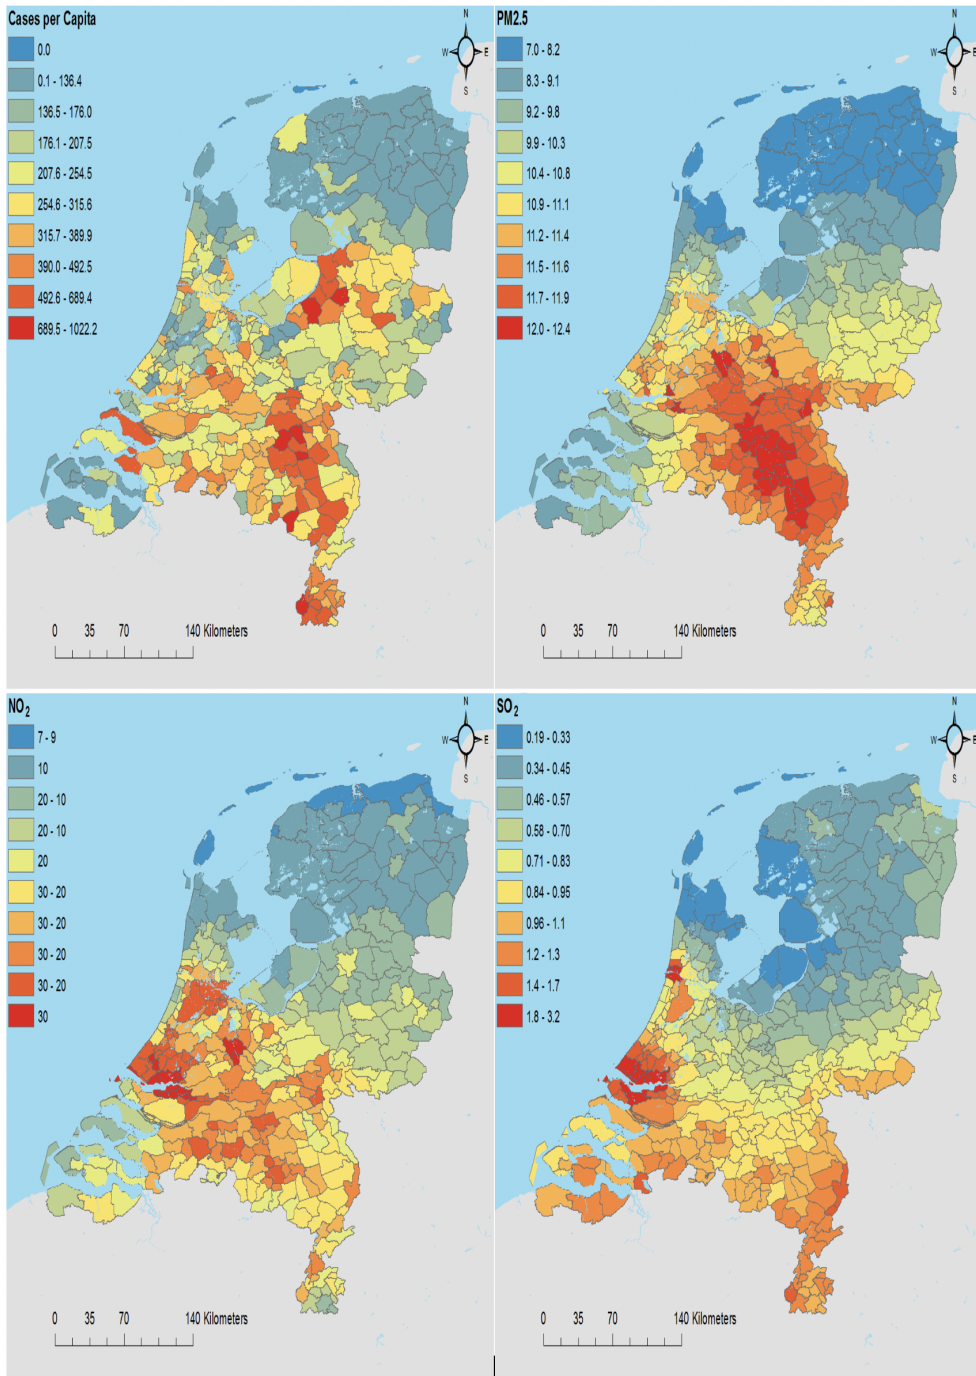 Cases per Capita
0.0
0.1 - 136.4
136.5 - 176.0
176.1 - 207.5
207.6 - 254.5
254.6 - 315.6
315.7 - 389.9
390.0 - 492.5
492.6 - 689.4
689.5 - 1022.2
N
W E
S
0 35 70 140 Kilometers
PM2.5
7.0 - 8.2
8.3 - 9.1
9.2 - 9.8
9.9 - 10.3
10.4 - 10.8
10.9 - 11.1
11.2 - 11.4
11.5 - 11.6
11.7 - 11.9
12.0 - 12.4
N
W E
S
0 35 70 140 Kilometers
NO2
7 - 9
10
20 - 10
20 - 10
20
30 - 20
30 - 20
30 - 20
30 - 20
30
N
W E
S
0 35 70 140 Kilometers
SO2
0.19 - 0.33
0.34 - 0.45
0.46 - 0.57
0.58 - 0.70
0.71 - 0.83
0.84 - 0.95
0.96 - 1.1
1.2 - 1.3
1.4 - 1.7
1.8 - 3.2
N
W E
S
0 35 70 140 Kilometers